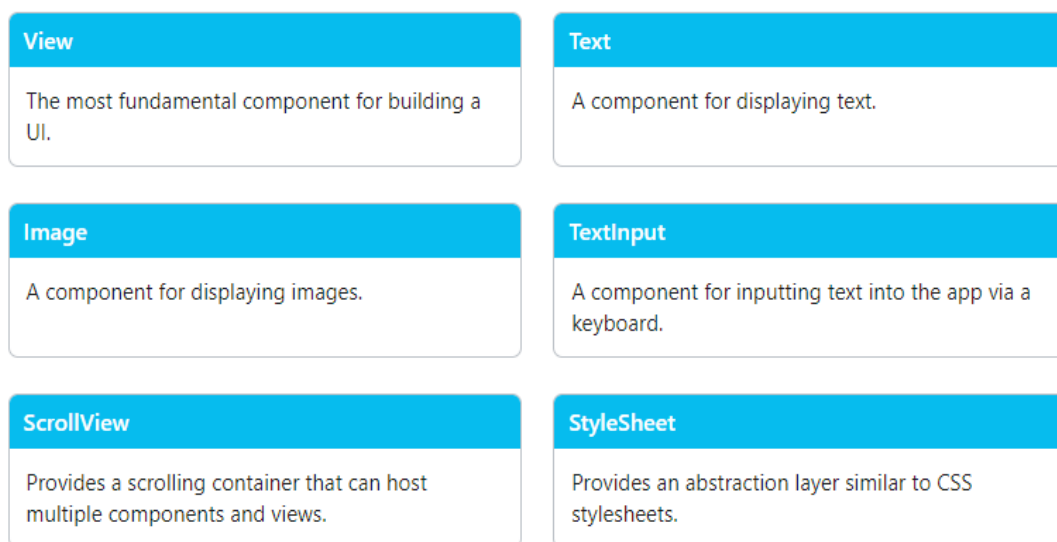 View
The most fundamental component for building a
UI.
Text
A component for displaying text.
Image
A component for displaying images.
TextInput
A component for inputting text into the app via a
keyboard.
ScrollView
Provides a scrolling container that can host
multiple components and views.
StyleSheet
Provides an abstraction layer similar to CSS
stylesheets.